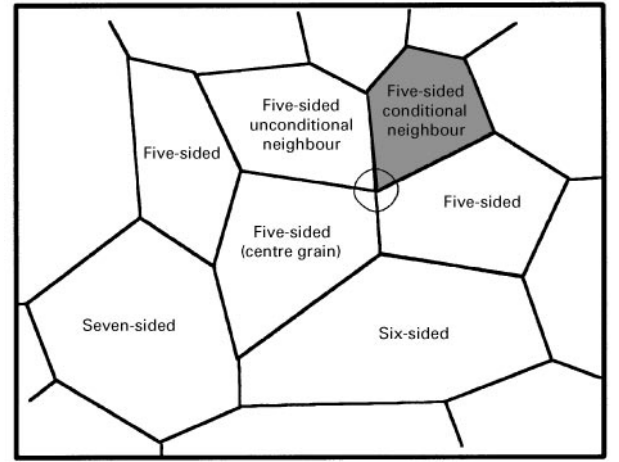 Five-sided
conditional
neighbour
Five-sided
unconditional
neighbour
Five-sided
Five-sided
Five-sided
(centre grain)
Seven-sided
Six-sided